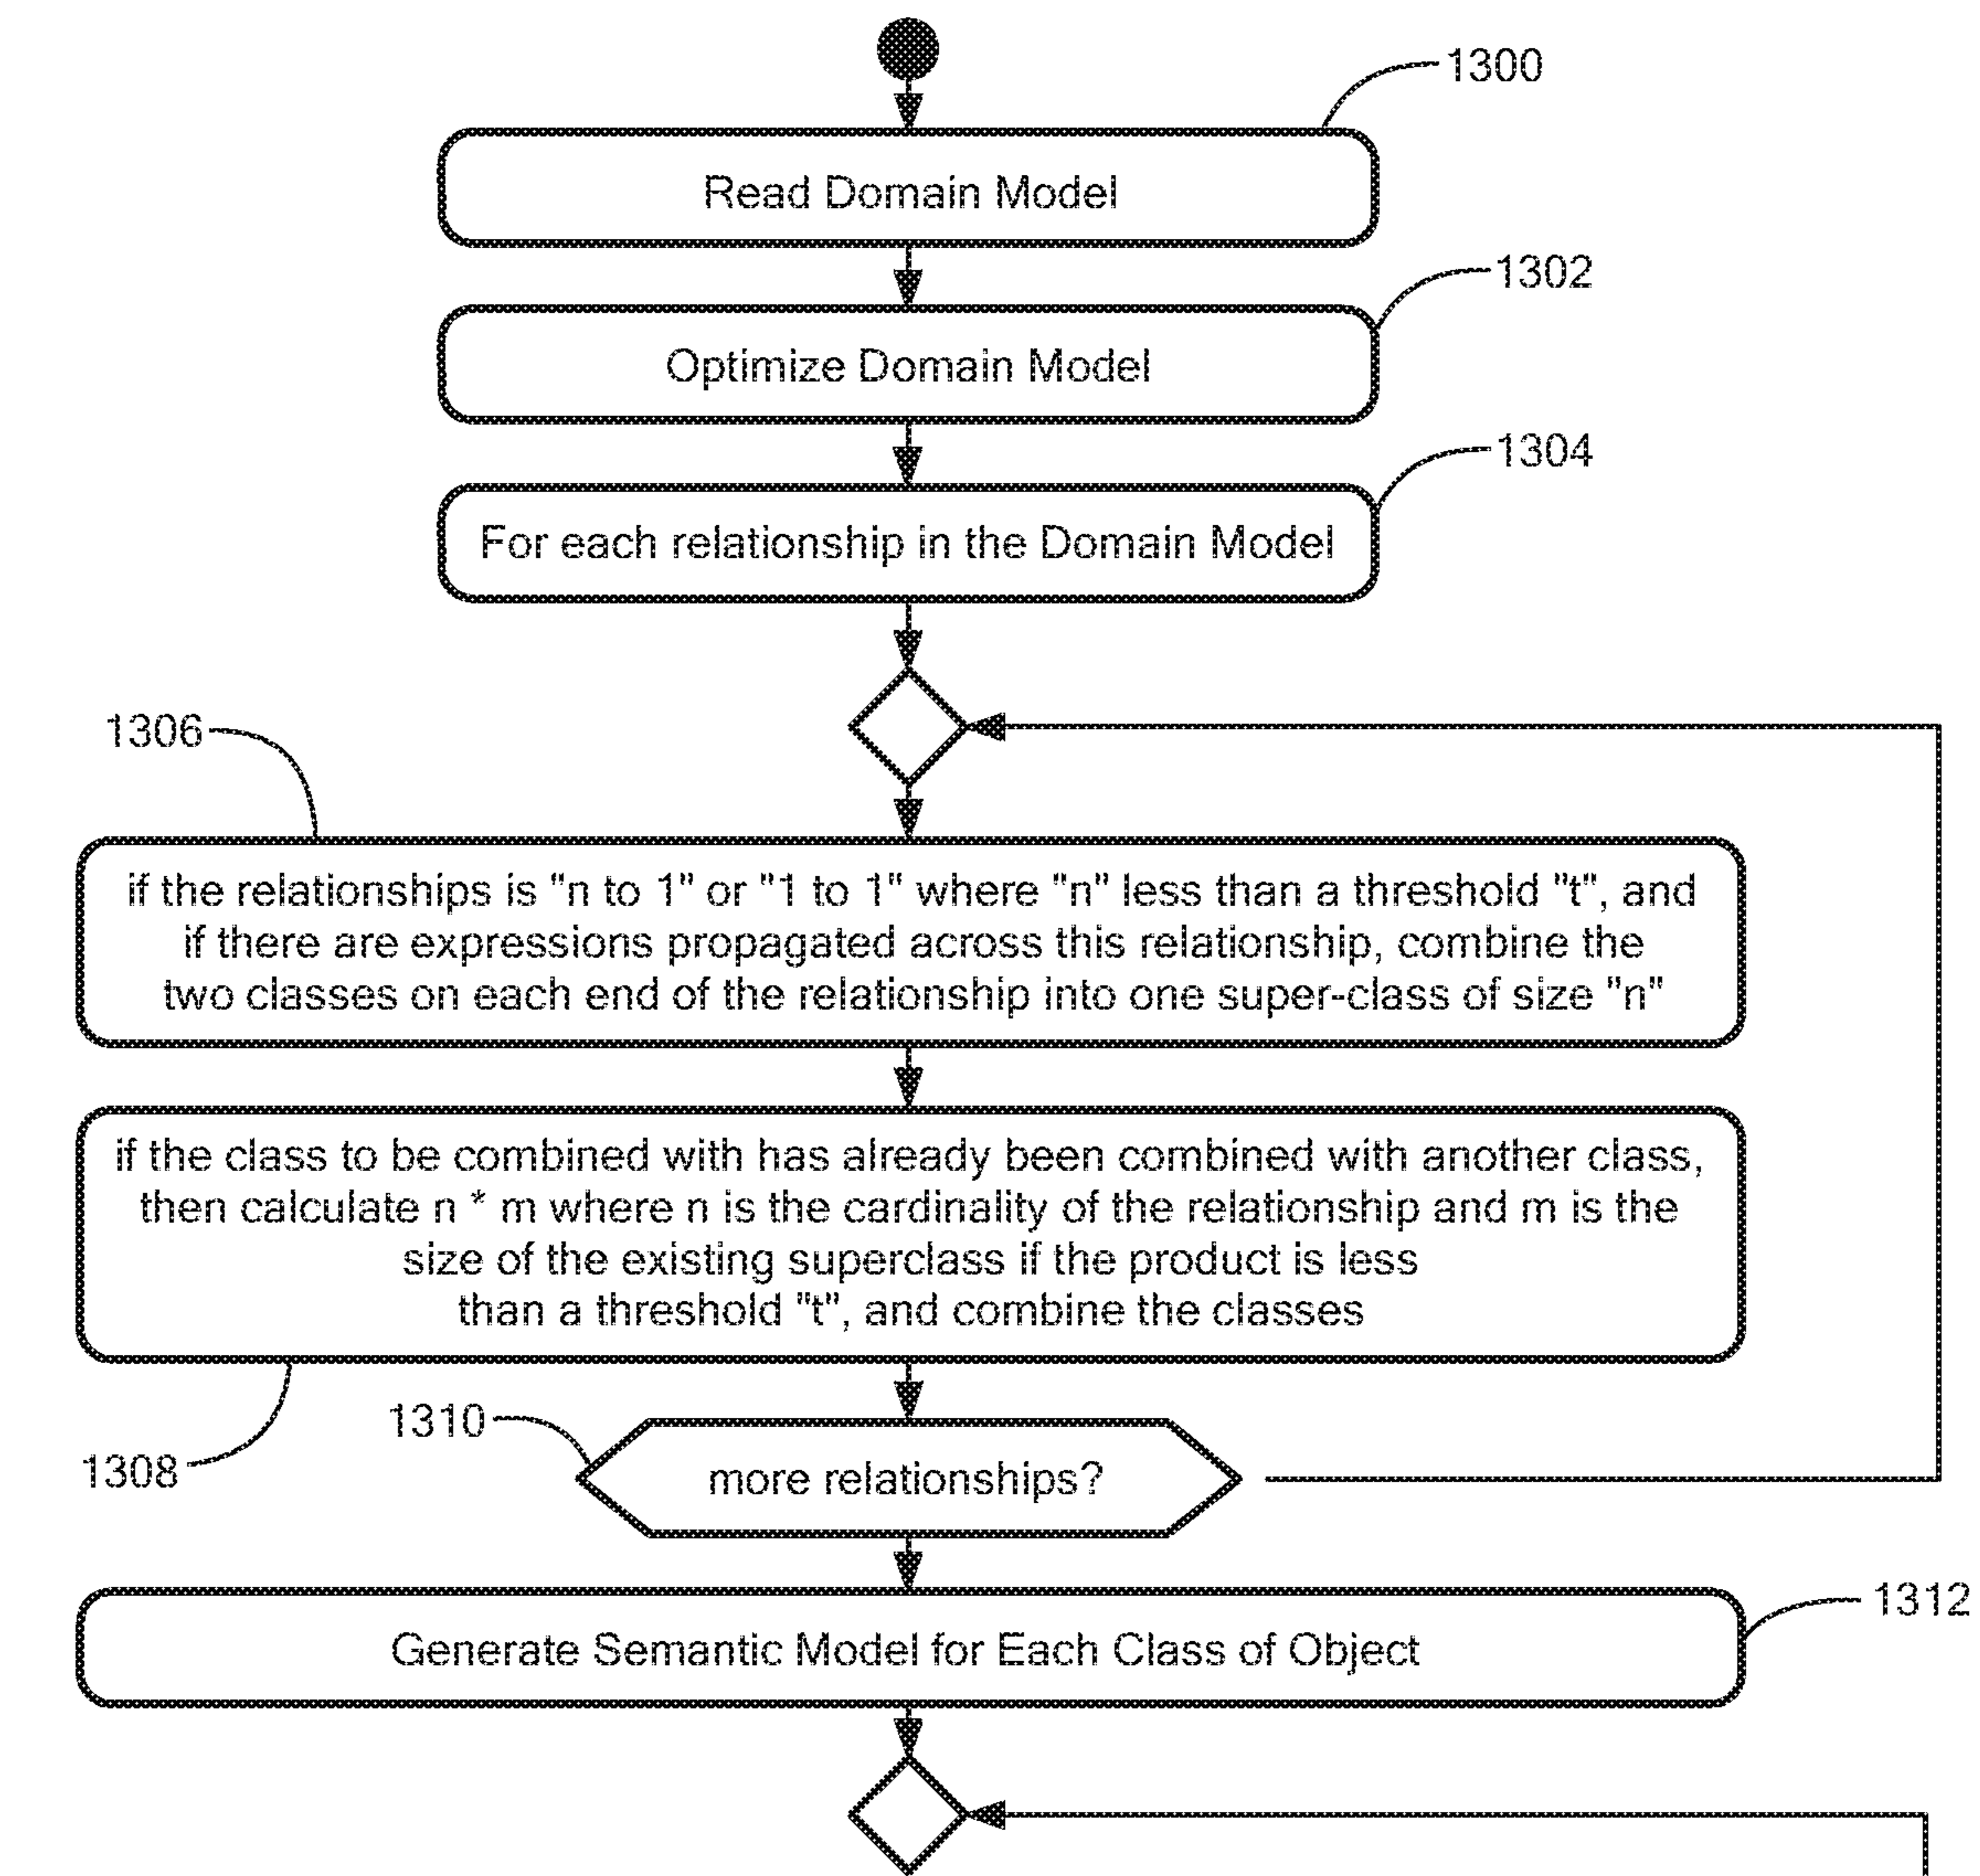 1300
Read Domain Model
1302
Optimize Domain Model
1304
For each relationship in the Domain Model
1306
if the relationships is "n to 1" or "1 to 1" where "n" less than a threshold "t", and
if there are expressions propagated across this relationship, combine the
two classes on each end of the relationship into one super-class of size "n"
if the class to be combined with has already been combined with another class,
then calculate n * m where n is the cardinality of the relationship and m is the
size of the existing superclass if the product is less
than a threshold "t", and combine the classes
1310
1308
more relationships?
1312
Generate Semantic Model for Each Class of Object